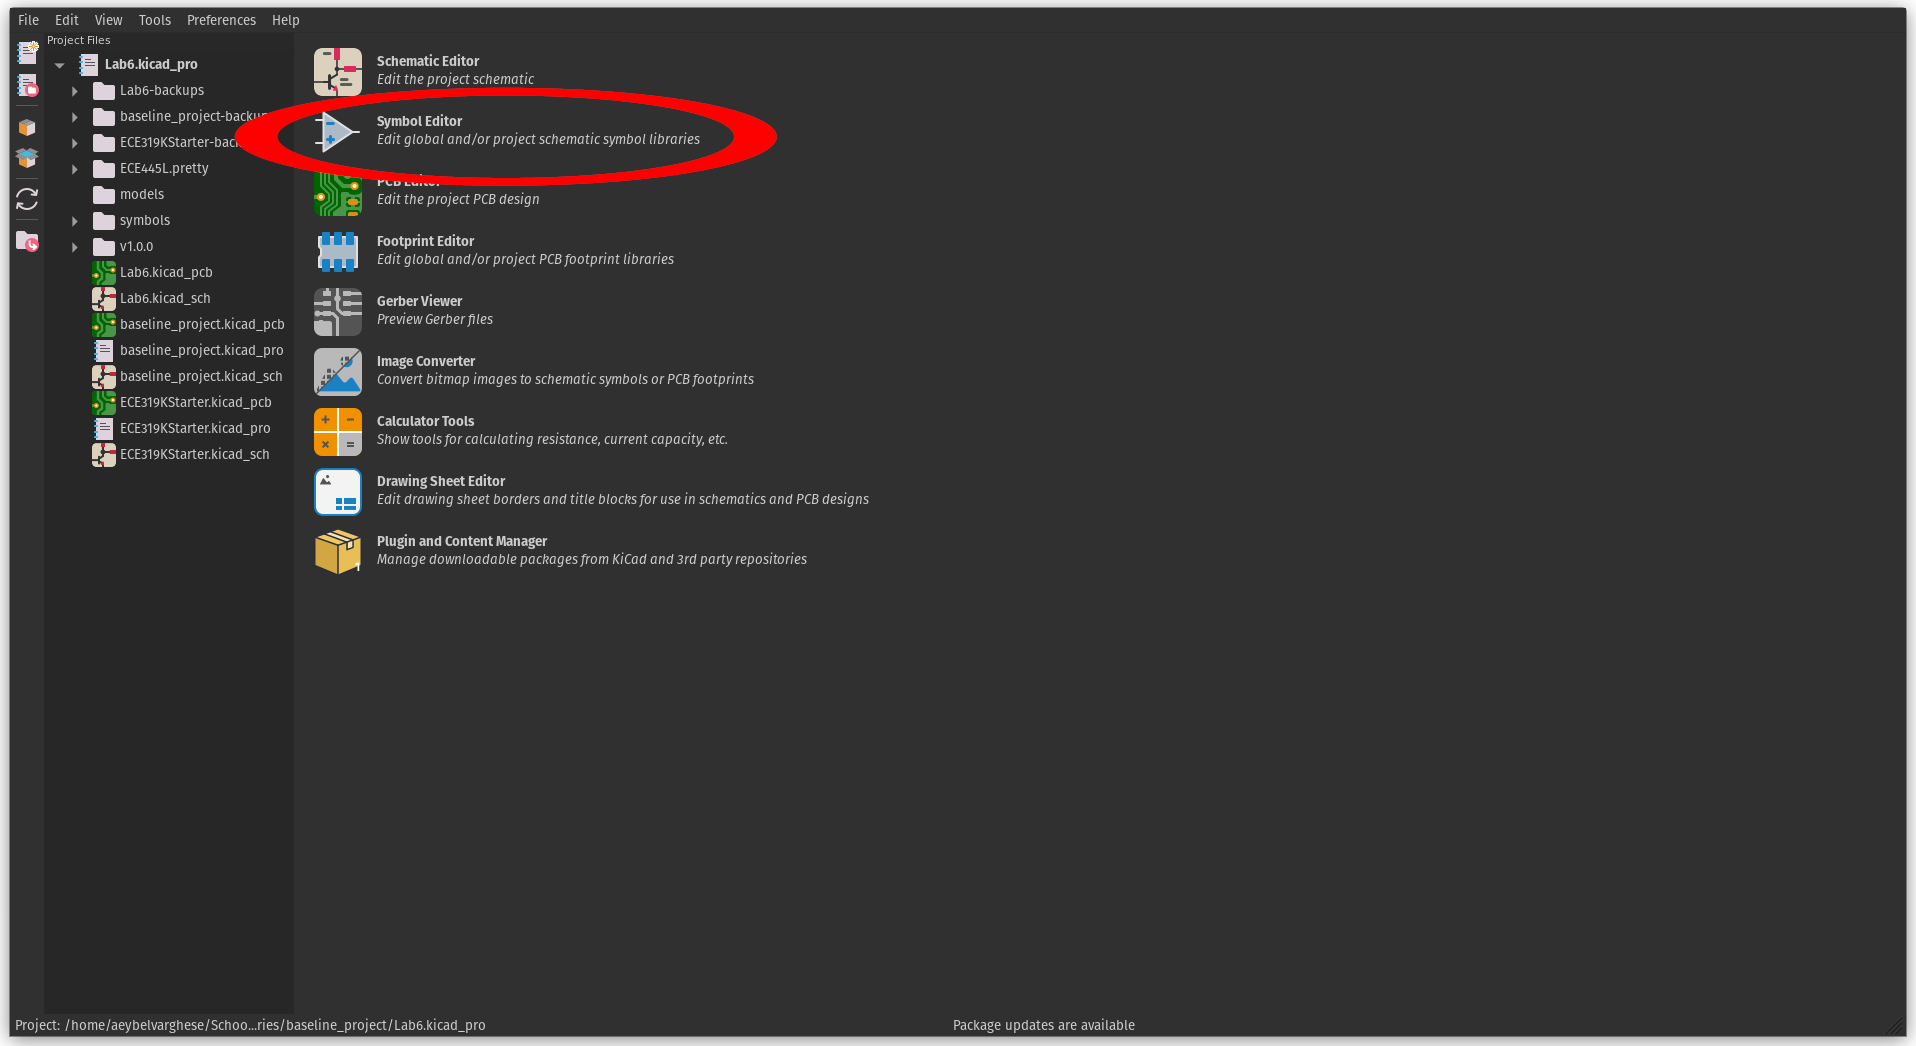 File Edit View Tools Preferences Help
Project Files
Lab6.kicad_pro
Lab6-backups
baseline_project-backup
ECE319KStarter-bac
ECE445L.pretty
models
symbols
v1.0.0
Lab6.kicad_pcb
Lab6.kicad_sch
baseline_project.kicad_pcb
baseline_project.kicad_pro
baseline_project.kicad_sch
ECE319KStarter.kicad_pcb
ECE319KStarter.kicad_pro
ECE319KStarter.kicad_sch
Schematic Editor
Edit the project schematic
Symbol Editor
Edit global and/or project schematic symbol libraries
PCB Editor
Edit the project PCB design
Footprint Editor
Edit global and/or project PCB footprint libraries
Gerber Viewer
Preview Gerber files
Image Converter
Convert bitmap images to schematic symbols or PCB footprints
Calculator Tools
Show tools for calculating resistance, current capacity, etc.
Drawing Sheet Editor
Edit drawing sheet borders and title blocks for use in schematics and PCB designs
Plugin and Content Manager
Manage downloadable packages from KiCad and 3rd party repositories
1
Project: /home/aeybelvarghese/Schoo...ries/baseline_project/Lab6.kicad_pro
Package updates are available